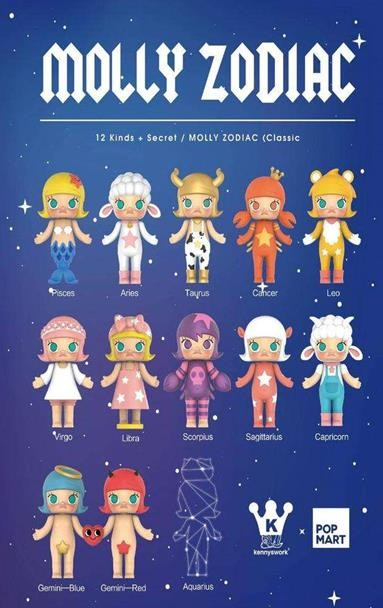 MOLLY ZODIAC
12 Kinds + Secret / MOLLY ZODIAC (Classic
Pisces Aries Taurus Cancer Leo
Virgo Libra Scorpius Sagittarius Capricorn
K
kennyswork
×
POP
MART
Gemini—Blue Gemini—Red Aquarius